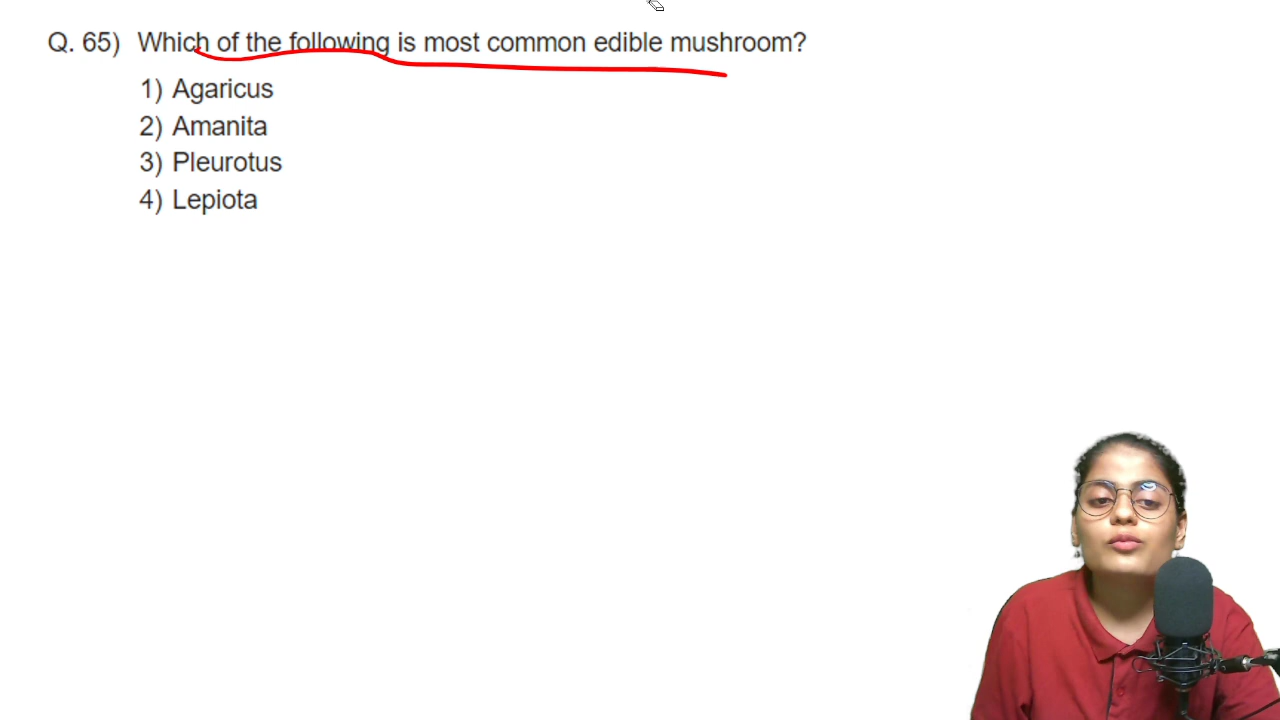 Q. 65) Which of the following is most common edible mushroom?
1) Agaricus
2) Amanita
3) Pleurotus
4) Lepiota